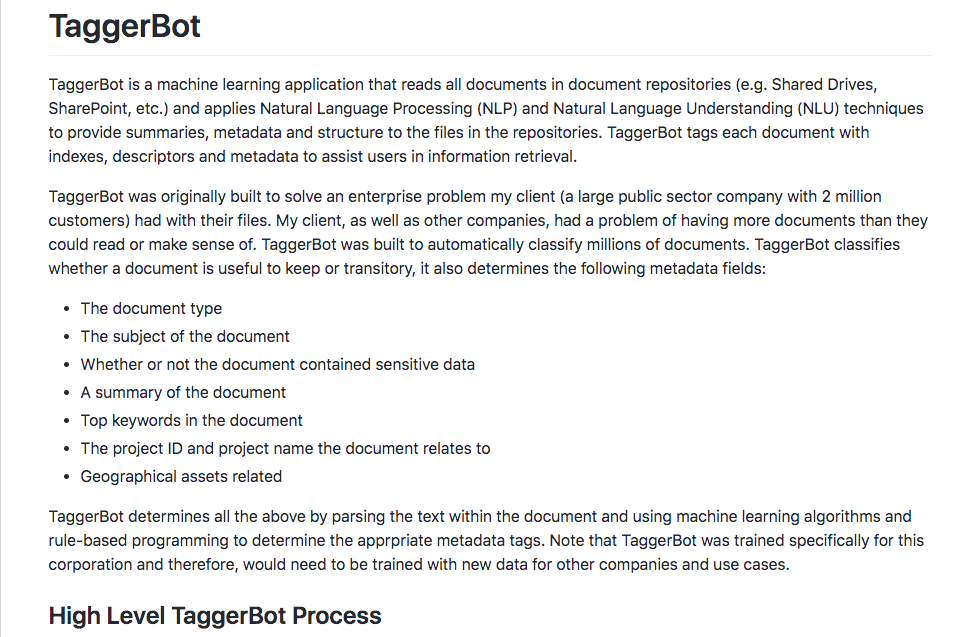 TaggerBot
TaggerBot is a machine learning application that reads all documents in document repositories (e.g. Shared Drives,
SharePoint, etc.) and applies Natural Language Processing (NLP) and Natural Language Understanding (NLU) techniques
to provide summaries, metadata and structure to the files in the repositories. TaggerBot tags each document with
indexes, descriptors and metadata to assist users in information retrieval.
TaggerBot was originally built to solve an enterprise problem my client (a large public sector company with 2 million
customers) had with their files. My client, as well as other companies, had a problem of having more documents than they
could read or make sense of. TaggerBot was built to automatically classify millions of documents. TaggerBot classifies
whether a document is useful to keep or transitory, it also determines the following metadata fields:
• The document type
• The subject of the document
• Whether or not the document contained sensitive data
• A summary of the document
• Top keywords in the document
• The project ID and project name the document relates to
• Geographical assets related
TaggerBot determines all the above by parsing the text within the document and using machine learning algorithms and
rule-based programming to determine the apprpriate metadata tags. Note that TaggerBot was trained specifically for this
corporation and therefore, would need to be trained with new data for other companies and use cases.
High Level TaggerBot Process